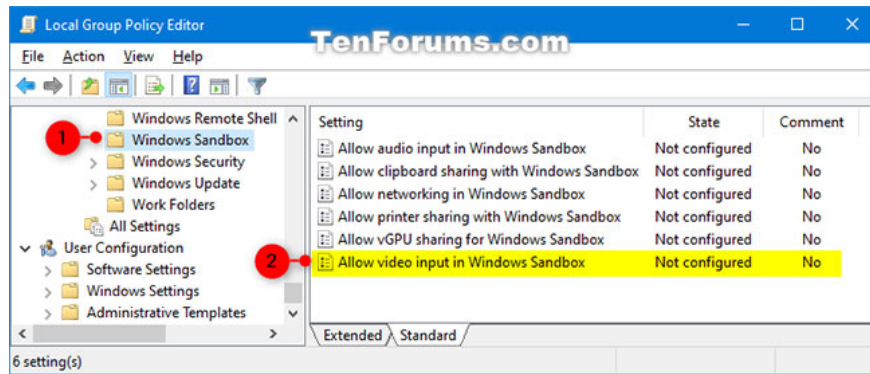 Local Group Policy Editor
TenForums.com
File Action View Help
Windows Remote Shell
1
Windows Sandbox
Windows Security
Windows Update
Work Folders
All Settings
User Configuration
Software Settings
Windows Settings
Administrative Templates
Setting State Comment
Allow audio input in Windows Sandbox Not configured No
Allow clipboard sharing with Windows Sandbox Not configured No
Allow networking in Windows Sandbox Not configured No
Allow printer sharing with Windows Sandbox Not configured No
Allow vGPU sharing for Windows Sandbox Not configured No
2 Allow video input in Windows Sandbox Not configured No
Extended Standard
6 setting(s)